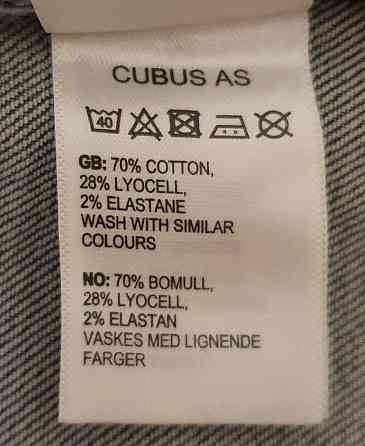 CUBUS AS
40
GB: 70% COTTON,
28% LYOCELL,
2% ELASTANE
WASH WITH SIMILAR
COLOURS
NO: 70% BOMULL,
28% LYOCELL,
2% ELASTAN
VASKES MED LIGNENDE
FARGER